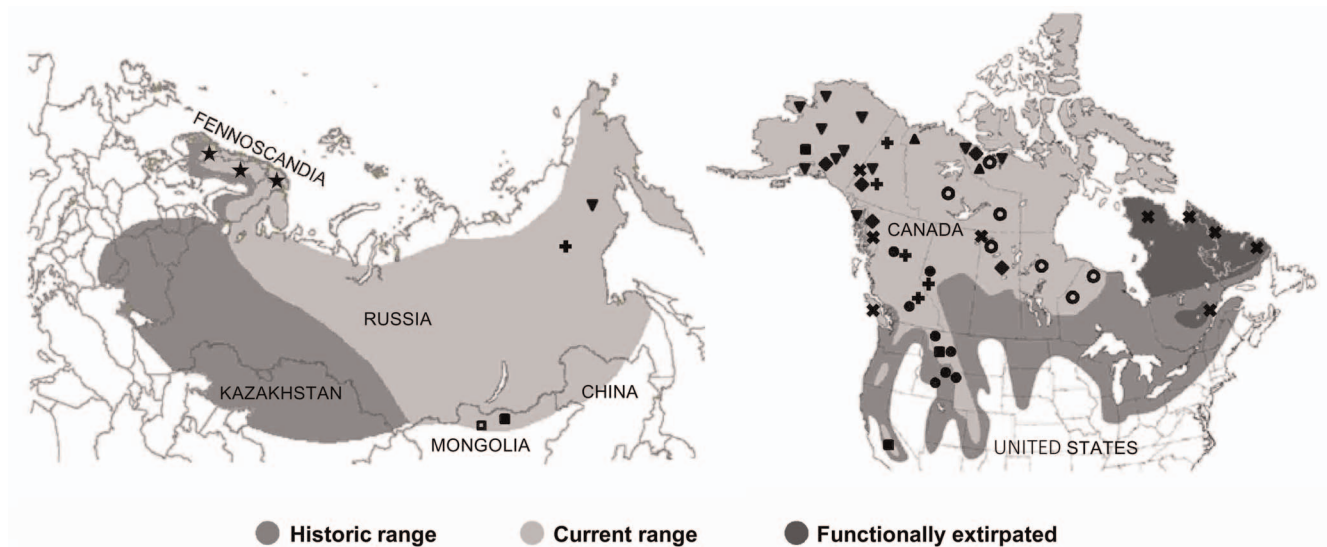 FENNOSCANDIA
RUSSIA
KAZAKHSTAN
CHINA
MONGOLIA
CANADA
UNITED STATES
Historic range
Current range
Functionally extirpated